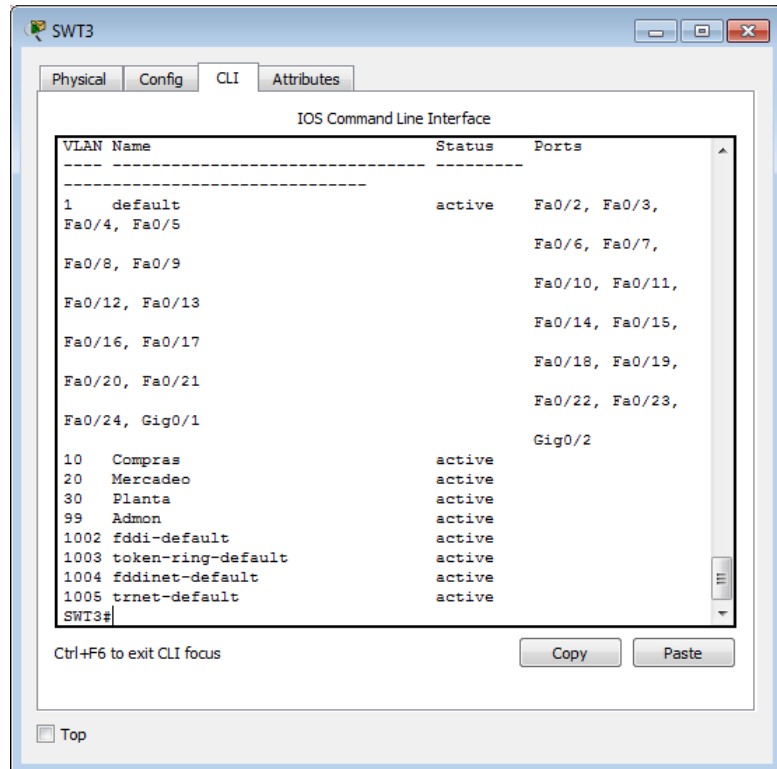 SWT3
Physical Config CLI Attributes
IOS Command Line Interface
VLAN Name                             Status    Ports
---- -------------------------------- ---------
-------------------------------
1    default                          active    Fa0/2, Fa0/3,
Fa0/4, Fa0/5
                                                Fa0/6, Fa0/7,
Fa0/8, Fa0/9
                                                Fa0/10, Fa0/11,
Fa0/12, Fa0/13
                                                Fa0/14, Fa0/15,
Fa0/16, Fa0/17
                                                Fa0/18, Fa0/19,
Fa0/20, Fa0/21
                                                Fa0/22, Fa0/23,
Fa0/24, Gig0/1
                                                Gig0/2
10   Compras                          active
20   Mercadeo                         active
30   Planta                           active
99   Admon                            active
1002 fddi-default                     active
1003 token-ring-default               active
1004 fddinet-default                  active
1005 trnet-default                    active
SWT3#
Ctrl+F6 to exit CLI focus
Copy Paste
Top